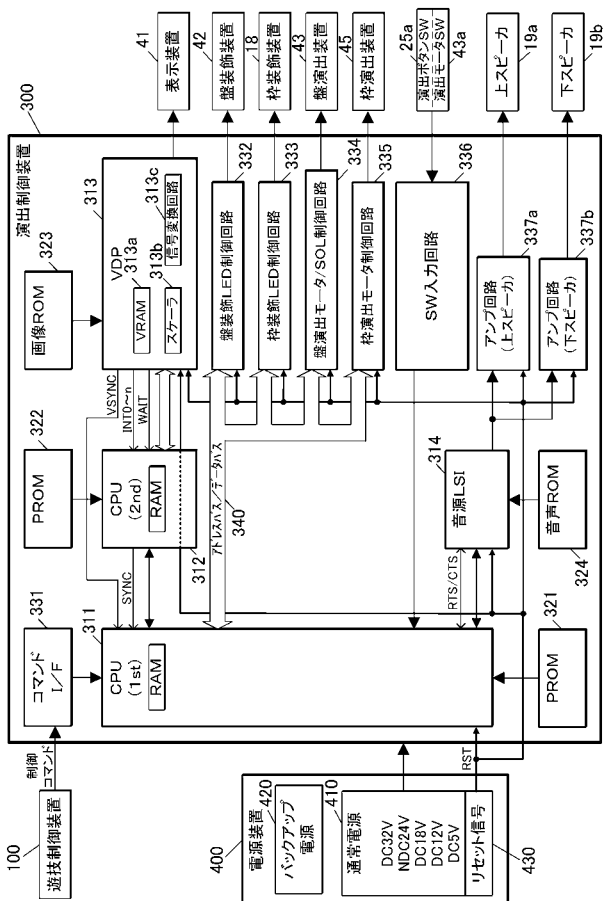 100
遊技制御装置
制御
コマンド
300
演出制御装置
331
コマンド
I/F
322
PROM
323
画像ROM
311
CPU
(1st)
RAM
SYNC
312
CPU
(2nd)
RAM
VSYNC
INT0～n
WAIT
313
VDP
313a
VRAM
313b
スケーラ
313c
信号変換回路
アドレスバス/データバス
340
332
盤装飾LED制御回路
333
枠装飾LED制御回路
334
盤演出モータ/SOL制御回路
335
枠演出モータ制御回路
336
SW入力回路
337a
アンプ回路
(上スピーカ)
337b
アンプ回路
(下スピーカ)
RTS/CTS
314
音源LSI
321
PROM
324
音声ROM
41
表示装置
42
盤装飾装置
18
枠装飾装置
43
盤演出装置
45
枠演出装置
25a
演出ボタンSW
演出モータSW
43a
19a
上スピーカ
19b
下スピーカ
400
電源装置
420
バックアップ
電源
410
通常電源
DC32V
NDC24V
DC18V
DC12V
DC5V
リセット信号
430
RST